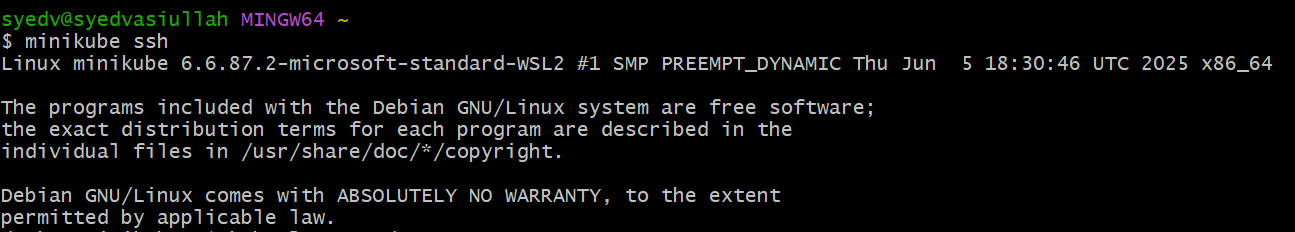 syedv@syedvasiullah MINGW64 ~
$ minikube ssh
Linux minikube 6.6.87.2-microsoft-standard-WSL2 #1 SMP PREEMPT_DYNAMIC Thu Jun  5 18:30:46 UTC 2025 x86_64
The programs included with the Debian GNU/Linux system are free software;
the exact distribution terms for each program are described in the
individual files in /usr/share/doc/*/copyright.
Debian GNU/Linux comes with ABSOLUTELY NO WARRANTY, to the extent
permitted by applicable law.